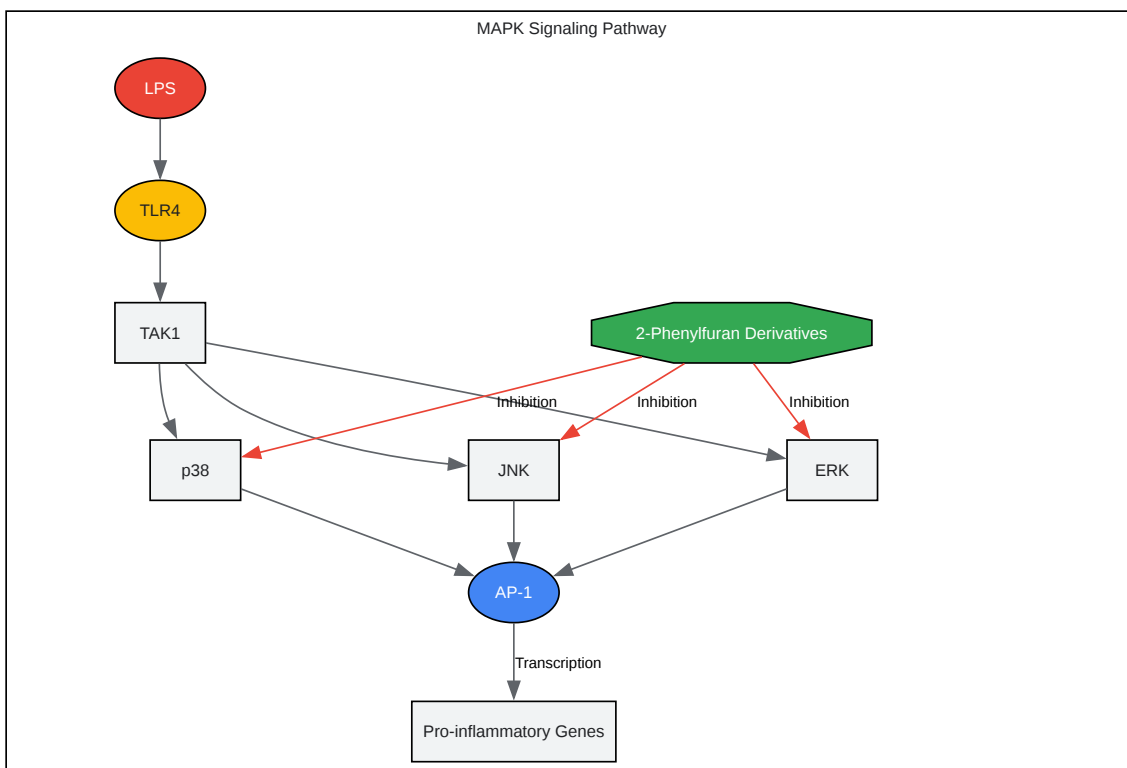 MAPK Signaling Pathway
LPS
TLR4
TAK1
2-Phenylfuran Derivatives
Inhibition
Inhibition
Inhibition
p38
JNK
ERK
AP-1
Transcription
Pro-inflammatory Genes